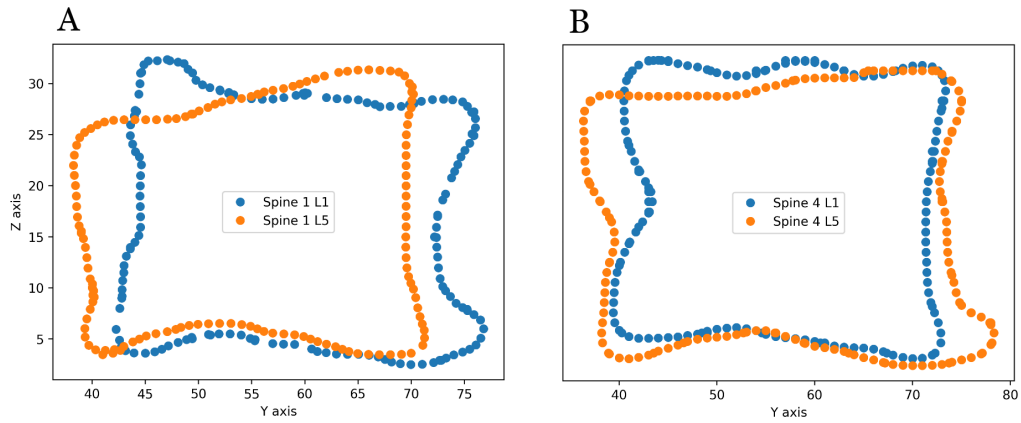 A
B
30
25
20
15
10
5
Z axis
Spine 1 L1
Spine 1 L5
40 45 50 55 60 65 70 75
Y axis
Spine 4 L1
Spine 4 L5
40 50 60 70 80
Y axis